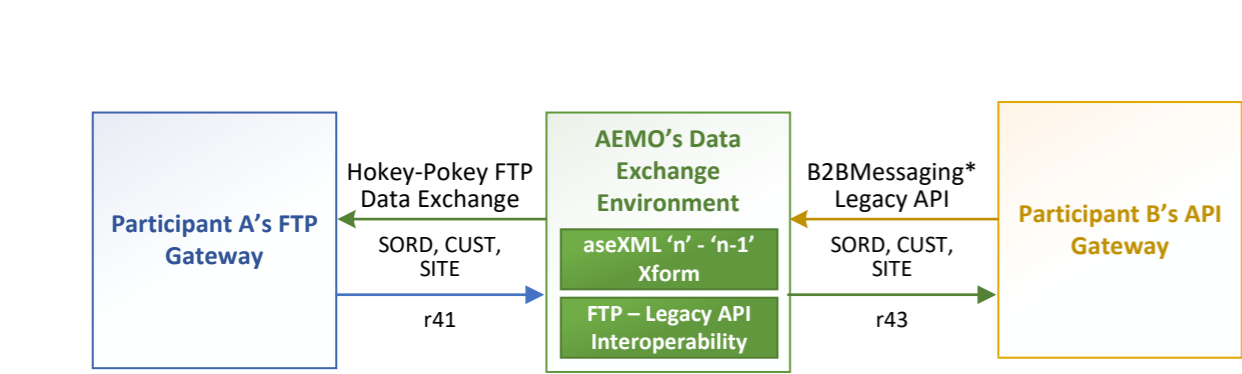 Participant A’s FTP
Gateway
Hokey-Pokey FTP
Data Exchange
SORD, CUST,
SITE
r41
AEMO’s Data
Exchange
Environment
aseXML ‘n’ - ‘n-1’
Xform
FTP – Legacy API
Interoperability
B2BMessaging*
Legacy API
SORD, CUST,
SITE
r43
Participant B’s API
Gateway